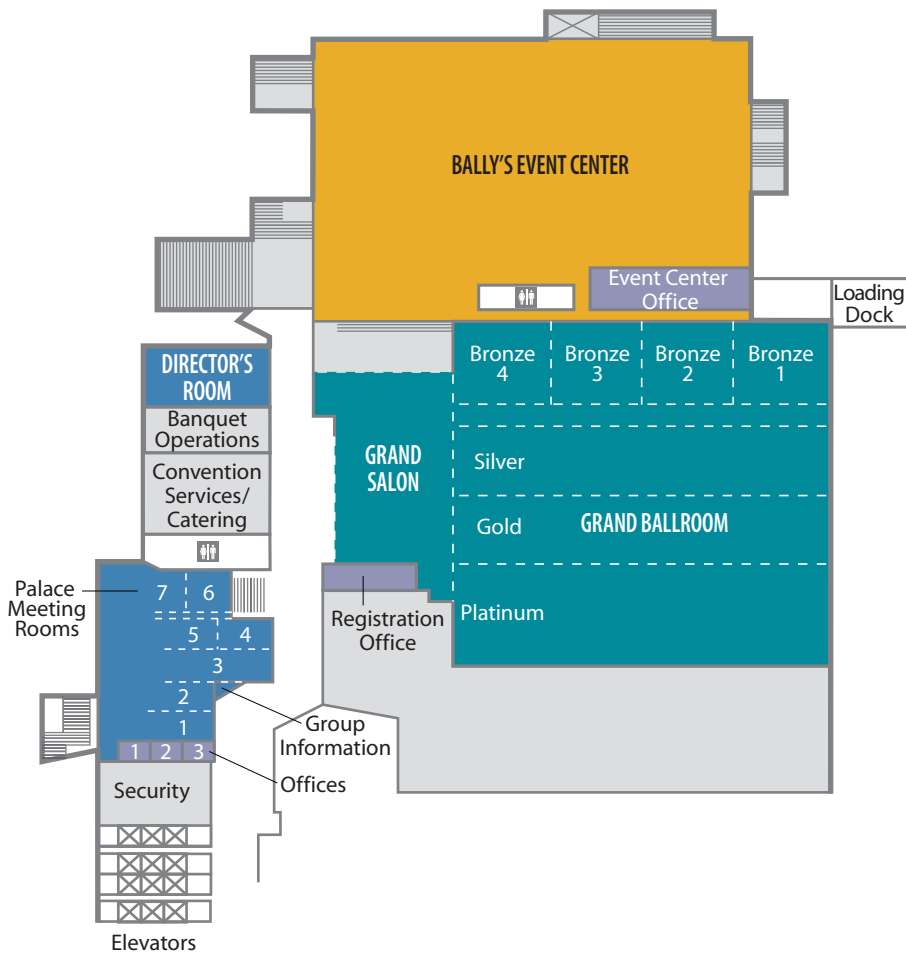 BALLY'S EVENT CENTER
Event Center
Office
Loading
Dock
DIRECTOR'S
ROOM
Banquet
Operations
Convention
Services/
Catering
Bronze
4
Bronze
3
Bronze
2
Bronze
1
GRAND
SALON
Silver
Gold
GRAND BALLROOM
Platinum
Registration
Office
Palace
Meeting
Rooms
7
6
5
4
3
2
1
Group
Information
1
2
3
Offices
Security
Elevators